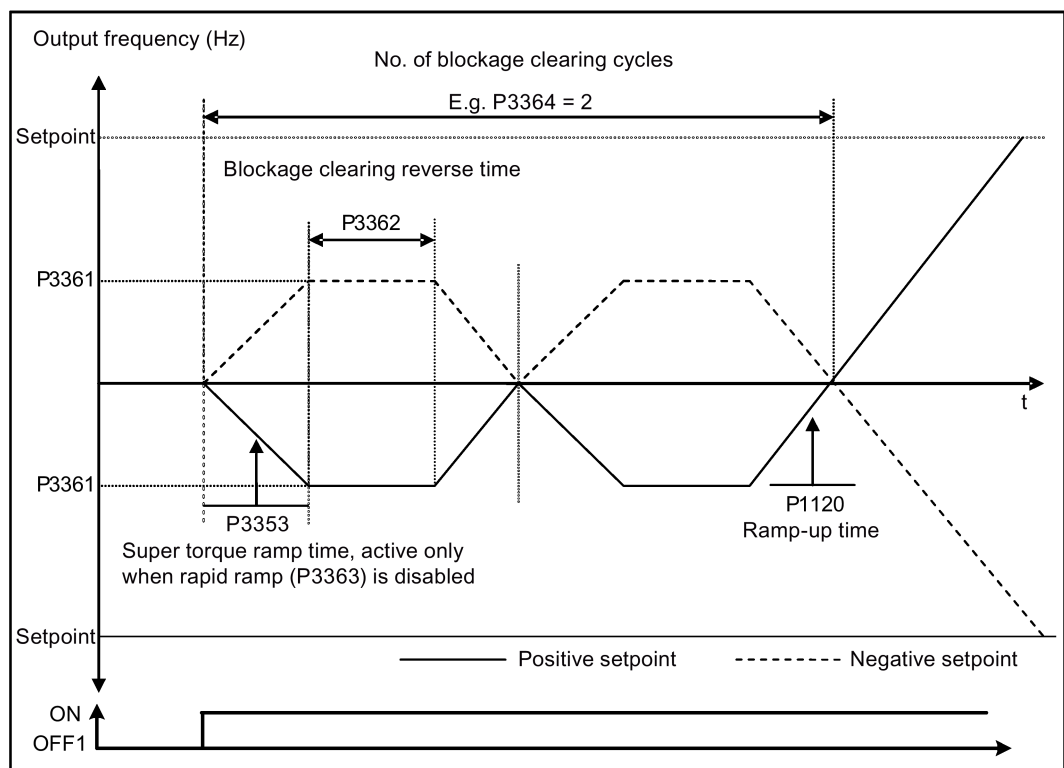 Output frequency (Hz)
No. of blockage clearing cycles
E.g. P3364 = 2
Setpoint
Blockage clearing reverse time
P3362
P3361
t
P3361
P3353
Super torque ramp time, active only
when rapid ramp (P3363) is disabled
P1120
Ramp-up time
Setpoint
Positive setpoint
Negative setpoint
ON
OFF1